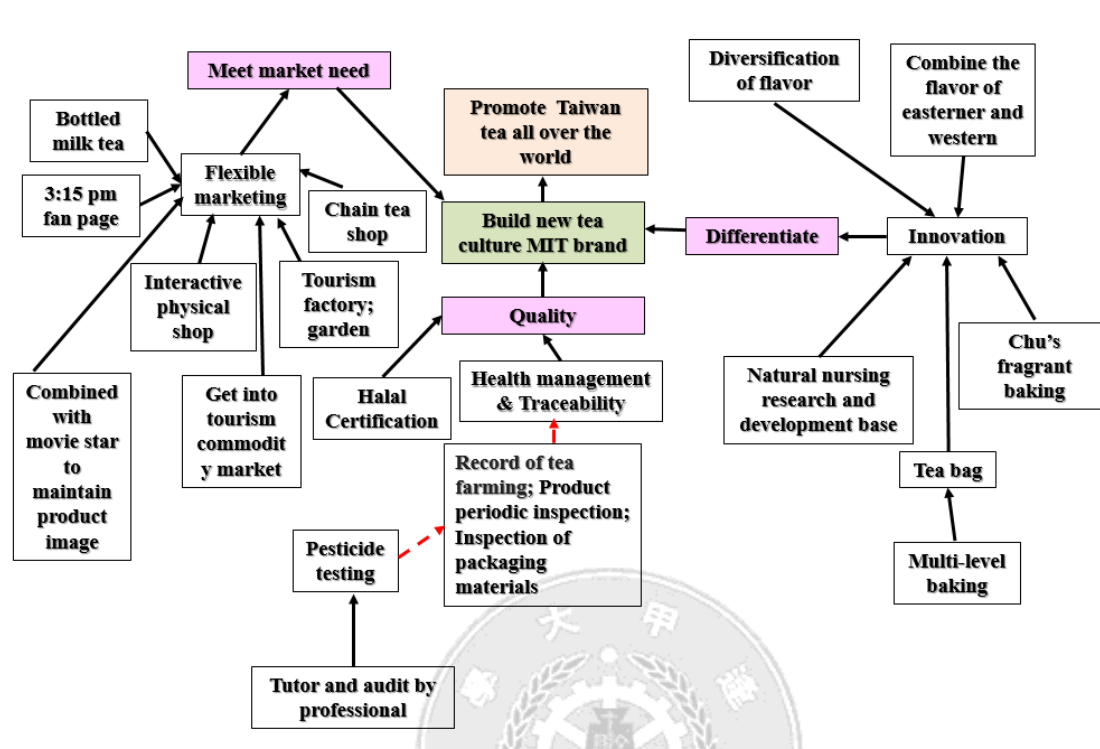 Meet market need
Bottled
milk tea
3:15 pm
fan page
Flexible
marketing
Chain tea
shop
Interactive
physical
shop
Tourism
factory;
garden
Combined
with
movie star
to
maintain
product
image
Get into
tourism
commodit
y market
Promote Taiwan
tea all over the
world
Build new tea
culture MIT brand
Quality
Halal
Certification
Health management
& Traceability
Record of tea
farming; Product
periodic inspection;
Inspection of
packaging
materials
Pesticide
testing
Tutor and audit by
professional
Diversification
of flavor
Combine the
flavor of
easterner and
western
Differentiate
Innovation
Natural nursing
research and
development base
Chu's
fragrant
baking
Tea bag
Multi-level
baking
大 甲
逢